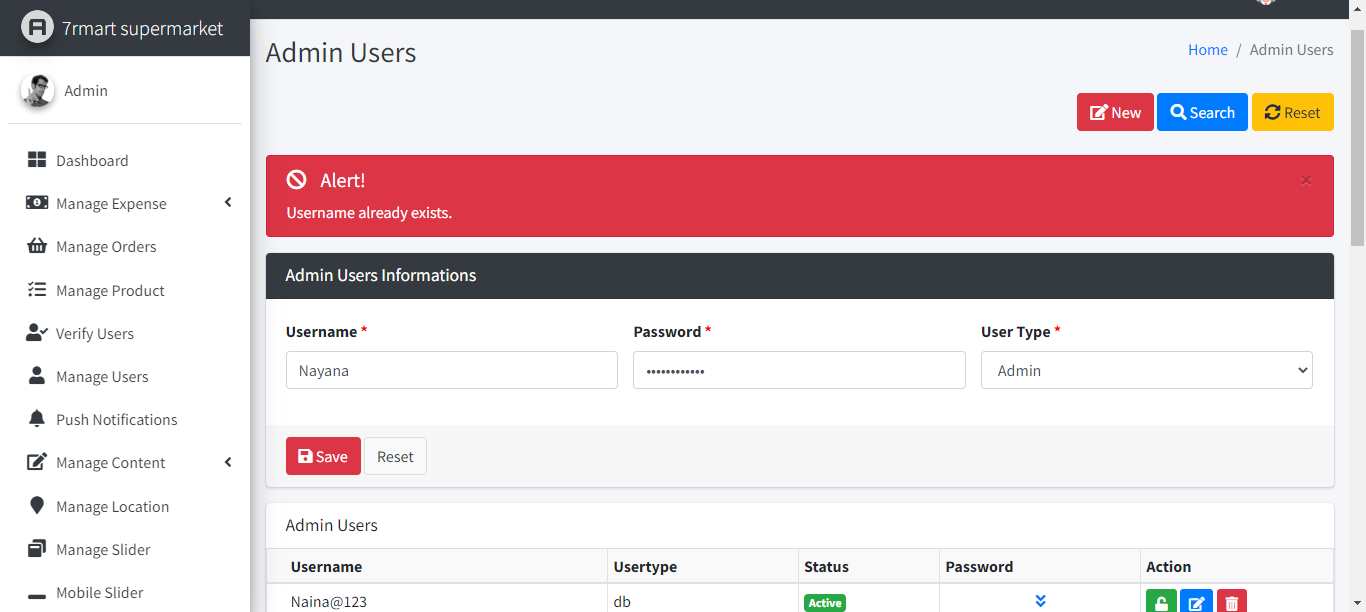 7rmart supermarket
Admin
Dashboard
Manage Expense
Manage Orders
Manage Product
Verify Users
Manage Users
Push Notifications
Manage Content
Manage Location
Manage Slider
Mobile Slider
Admin Users
Home / Admin Users
New Search Reset
Alert! ×
Username already exists.
Admin Users Informations
Username * Password * User Type *
Nayana •••••••••••• Admin
Save Reset
Admin Users
Username Usertype Status Password Action
Naina@123 db Active